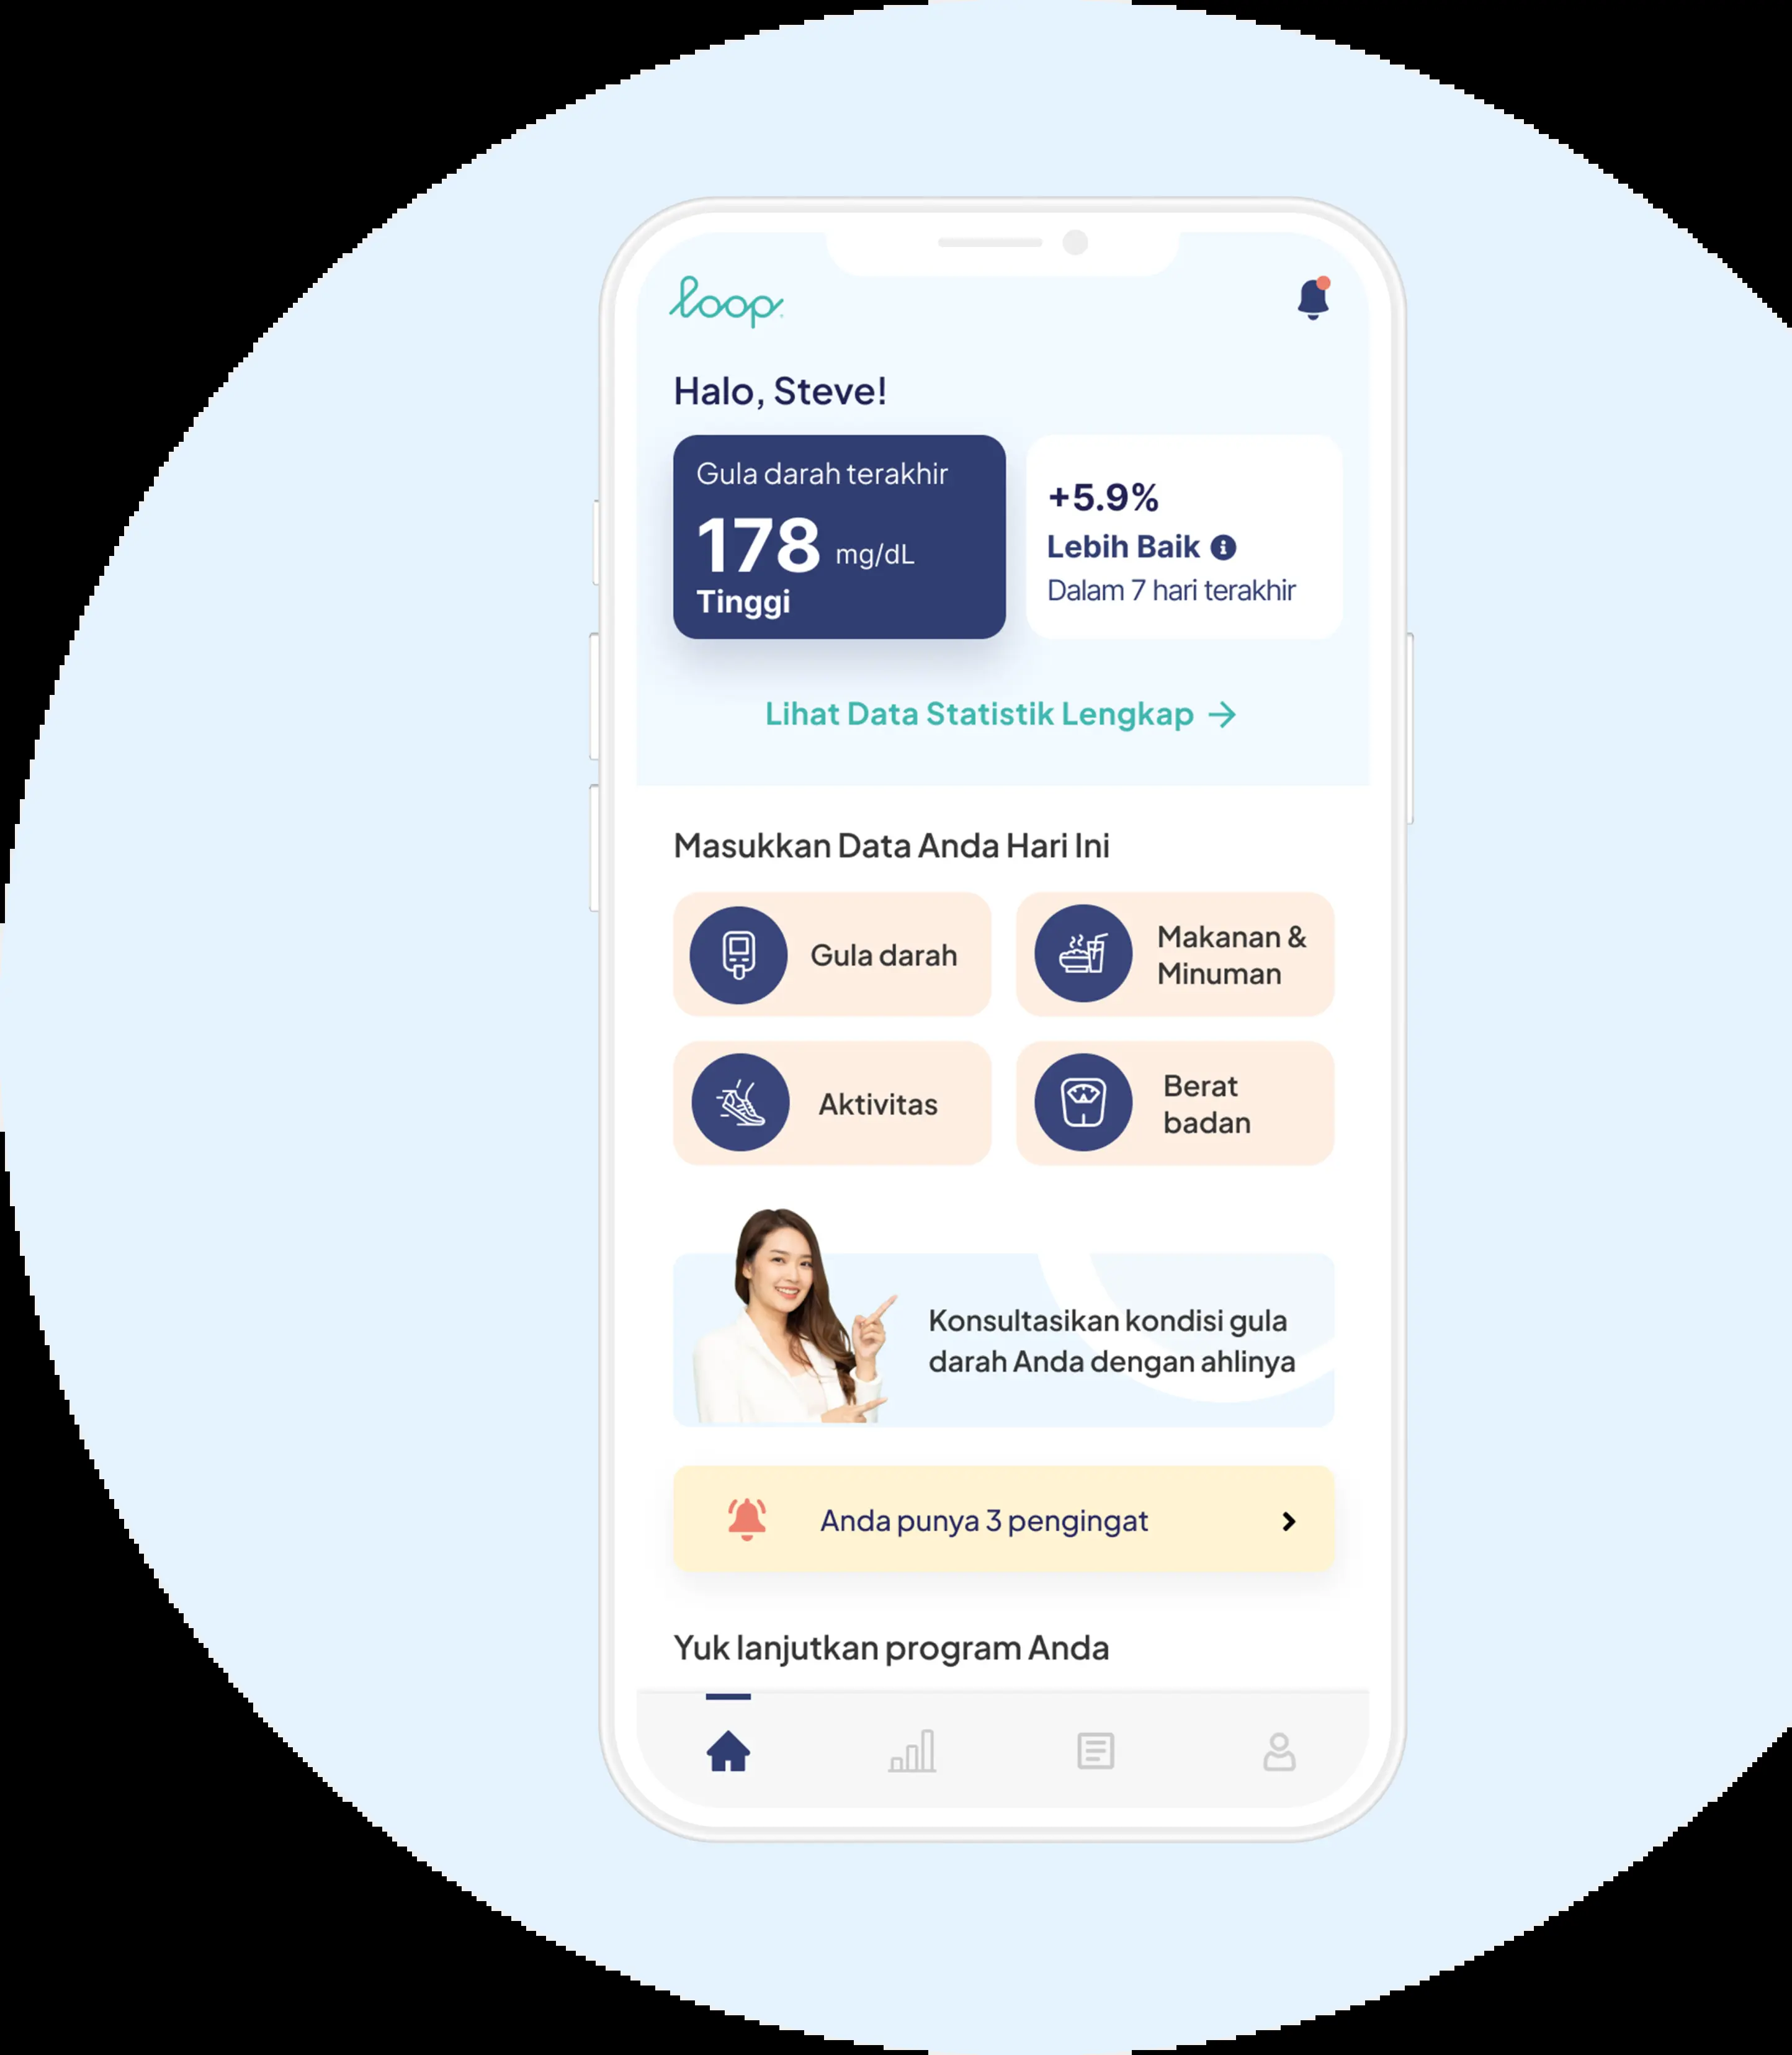 loop
Halo, Steve!
Gula darah terakhir
178 mg/dL
Tinggi
+5.9%
Lebih Baik
Dalam 7 hari terakhir
Lihat Data Statistik Lengkap →
Masukkan Data Anda Hari Ini
Gula darah
Makanan &
Minuman
Aktivitas
Berat
badan
Konsultasikan kondisi gula
darah Anda dengan ahlinya
Anda punya 3 pengingat
Yuk lanjutkan program Anda